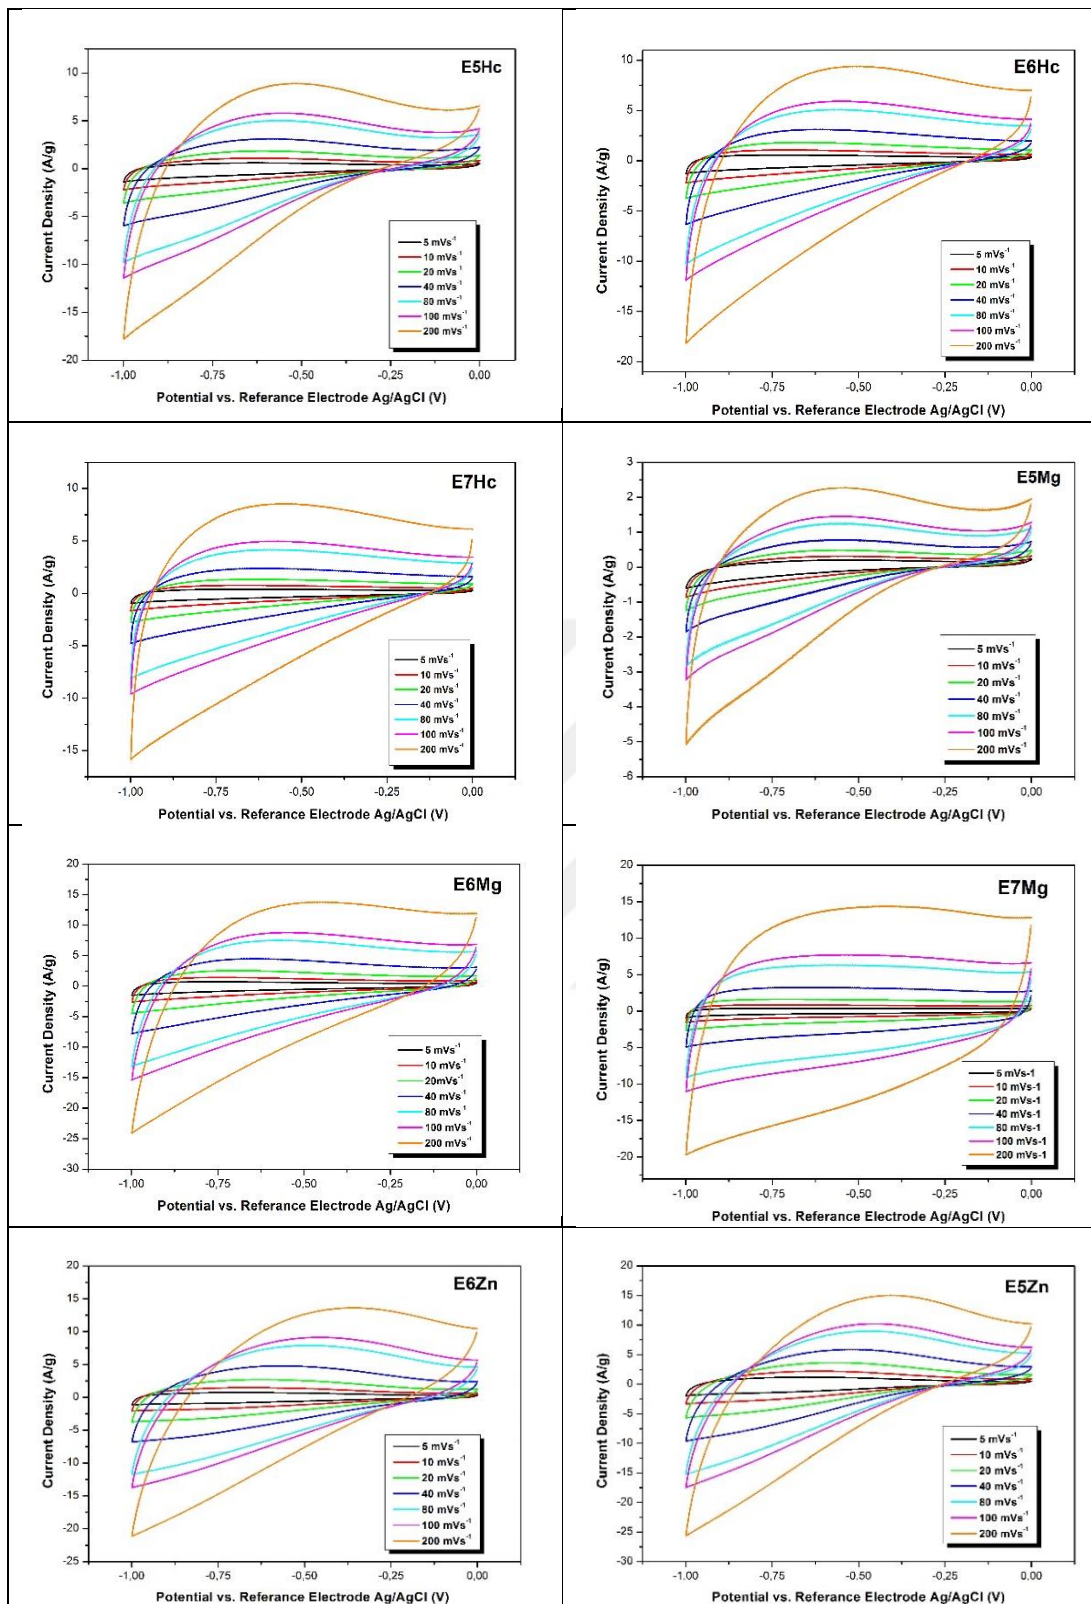 E5Hc
10
5
0
-5
-10
-15
-20
Current Density (A/g)
5 mVs⁻¹
10 mVs⁻¹
20 mVs⁻¹
40 mVs⁻¹
80 mVs⁻¹
100 mVs⁻¹
200 mVs⁻¹
-1,00 -0,75 -0,50 -0,25 0,00
Potential vs. Referance Electrode Ag/AgCl (V)
E6Hc
10
5
0
-5
-10
-15
-20
Current Density (A/g)
5 mVs⁻¹
10 mVs⁻¹
20 mVs⁻¹
40 mVs⁻¹
80 mVs⁻¹
100 mVs⁻¹
200 mVs⁻¹
-1,00 -0,75 -0,50 -0,25 0,00
Potential vs. Referance Electrode Ag/AgCl (V)
E7Hc
10
5
0
-5
-10
-15
Current Density (A/g)
5 mVs⁻¹
10 mVs⁻¹
20 mVs⁻¹
40 mVs⁻¹
80 mVs⁻¹
100 mVs⁻¹
200 mVs⁻¹
-1,00 -0,75 -0,50 -0,25 0,00
Potential vs. Referance Electrode Ag/AgCl (V)
E5Mg
3
2
1
0
-1
-2
-3
-4
-5
-6
Current Density (A/g)
5 mVs⁻¹
10 mVs⁻¹
20 mVs⁻¹
40 mVs⁻¹
80 mVs⁻¹
100 mVs⁻¹
200 mVs⁻¹
-1,00 -0,75 -0,50 -0,25 0,00
Potential vs. Referance Electrode Ag/AgCl (V)
E6Mg
20
15
10
5
0
-5
-10
-15
-20
-25
-30
Current Density (A/g)
5 mVs⁻¹
10 mVs⁻¹
20mVs⁻¹
40 mVs⁻¹
80 mVs⁻¹
100 mVs⁻¹
200 mVs⁻¹
-1,00 -0,75 -0,50 -0,25 0,00
Potential vs. Referance Electrode Ag/AgCl (V)
E7Mg
20
15
10
5
0
-5
-10
-15
-20
Current Density (A/g)
5 mVs-1
10 mVs-1
20 mVs-1
40 mVs-1
80 mVs-1
100 mVs-1
200 mVs-1
-1,00 -0,75 -0,50 -0,25 0,00
Potential vs. Referance Electrode Ag/AgCl (V)
E6Zn
20
15
10
5
0
-5
-10
-15
-20
-25
Current Density (A/g)
5 mVs⁻¹
10 mVs⁻¹
20 mVs⁻¹
40 mVs⁻¹
80 mVs⁻¹
100 mVs⁻¹
200 mVs⁻¹
-1,00 -0,75 -0,50 -0,25 0,00
Potential vs. Referance Electrode Ag/AgCl (V)
E5Zn
20
15
10
5
0
-5
-10
-15
-20
-25
-30
Current Density (A/g)
5 mVs⁻¹
10 mVs⁻¹
20 mVs⁻¹
40 mVs⁻¹
80 mVs⁻¹
100 mVs⁻¹
200 mVs⁻¹
-1,00 -0,75 -0,50 -0,25 0,00
Potential vs. Referance Electrode Ag/AgCl (V)